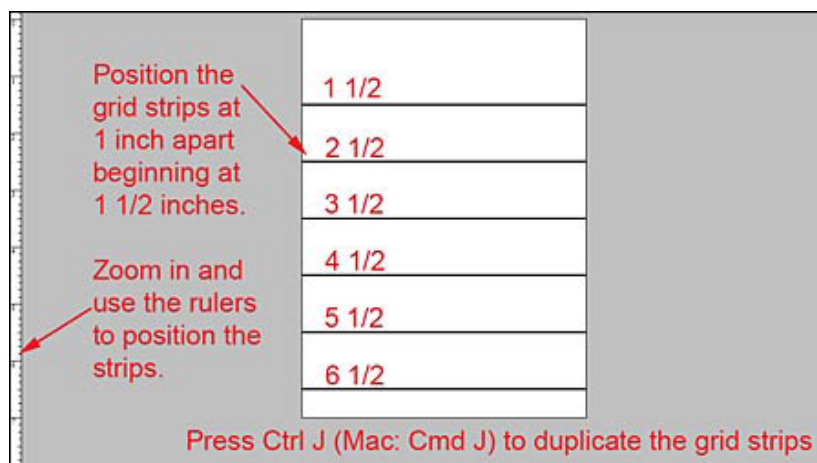 Position the
grid strips at
1 inch apart
beginning at
1 1/2 inches.
Zoom in and
use the rulers
to position the
strips.
1 1/2
2 1/2
3 1/2
4 1/2
5 1/2
6 1/2
Press Ctrl J (Mac: Cmd J) to duplicate the grid strips